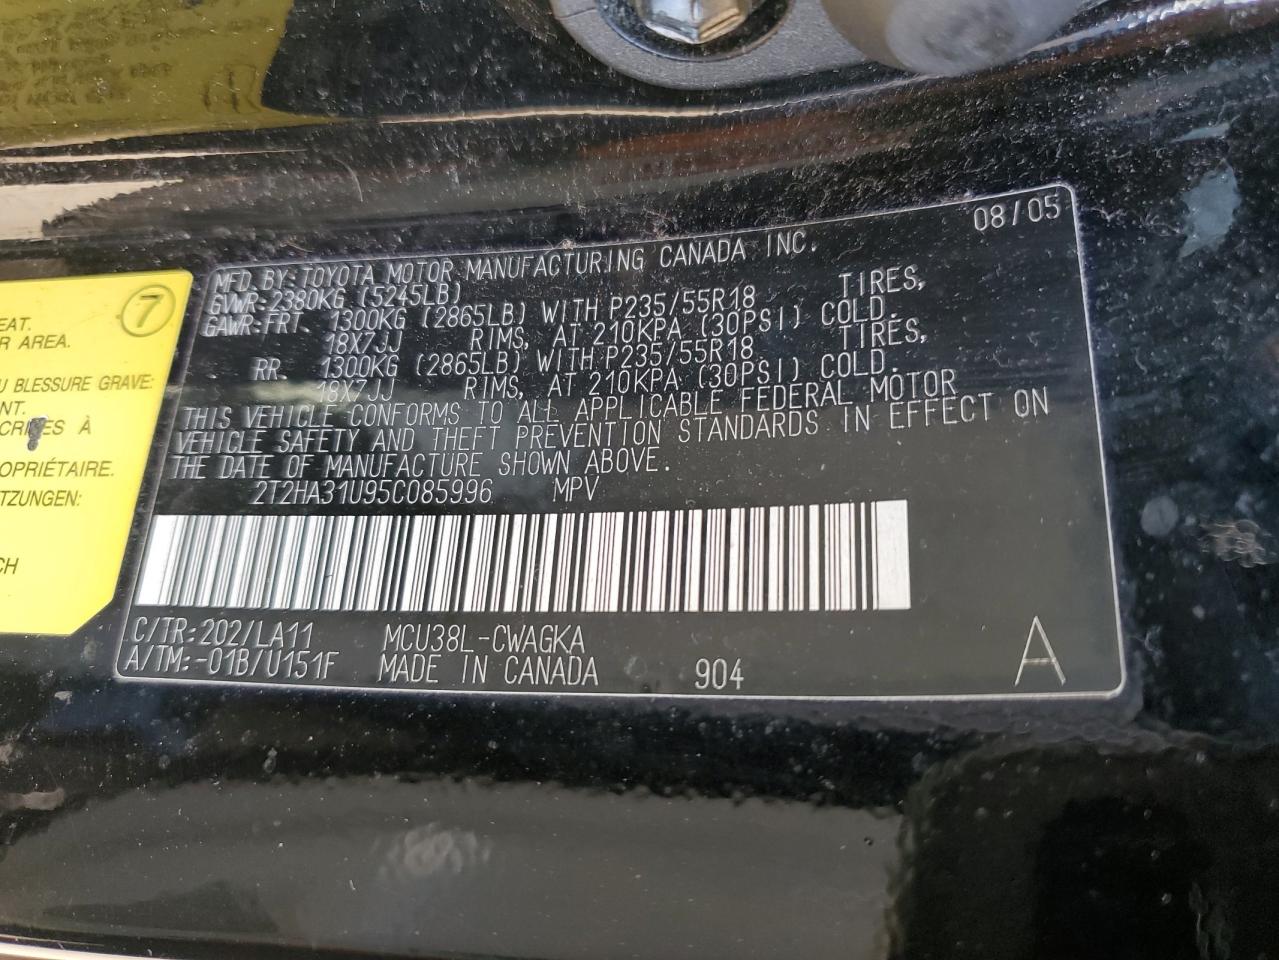 08/05
MFD. BY: TOYOTA MOTOR MANUFACTURING CANADA INC.
GVWR: 2380KG (5245LB)
GAWR: FRT. 1300KG (2865LB) WITH P235/55R18 TIRES,
18X7JJ RIMS, AT 210KPA (30PSI) COLD.
RR. 1300KG (2865LB) WITH P235/55R18 TIRES,
18X7JJ RIMS, AT 210KPA (30PSI) COLD.
THIS VEHICLE CONFORMS TO ALL APPLICABLE FEDERAL MOTOR
VEHICLE SAFETY AND THEFT PREVENTION STANDARDS IN EFFECT ON
THE DATE OF MANUFACTURE SHOWN ABOVE.
2T2HA31U95C085996 MPV
C/TR: 202/LA11 MCU38L-CWAGKA
A/TM: -01B/U151F MADE IN CANADA 904 A
7
EAT.
R AREA.
U BLESSURE GRAVE:
NT.
CRITES À
OPRIÉTAIRE.
TZUNGEN:
CH